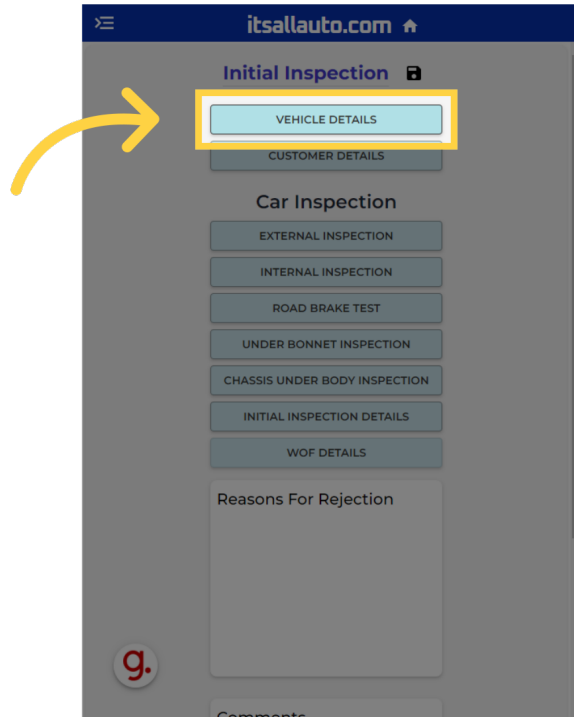 itsallauto.com
Initial Inspection
VEHICLE DETAILS
CUSTOMER DETAILS
Car Inspection
EXTERNAL INSPECTION
INTERNAL INSPECTION
ROAD BRAKE TEST
UNDER BONNET INSPECTION
CHASSIS UNDER BODY INSPECTION
INITIAL INSPECTION DETAILS
WOF DETAILS
Reasons For Rejection
g.
Comments